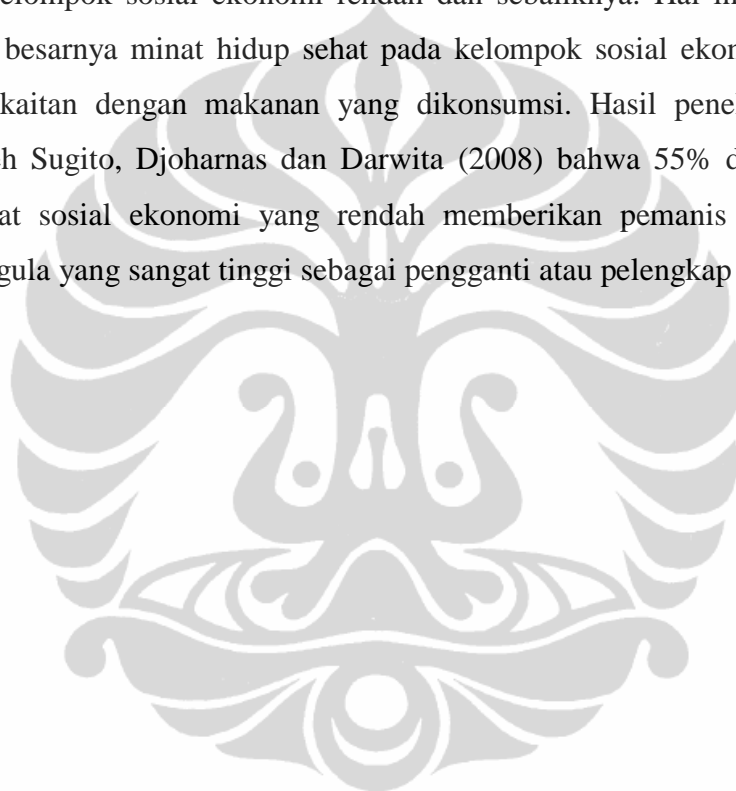 elompok sosial ekonomi rendah dan sebaliknya. Hal
besarnya minat hidup sehat pada kelompok sosial ekon
kaitan dengan makanan yang dikonsumsi. Hasil pene
h Sugito, Djoharnas dan Darwita (2008) bahwa 55% d
at sosial ekonomi yang rendah memberikan pemanis
gula yang sangat tinggi sebagai pengganti atau pelengkap